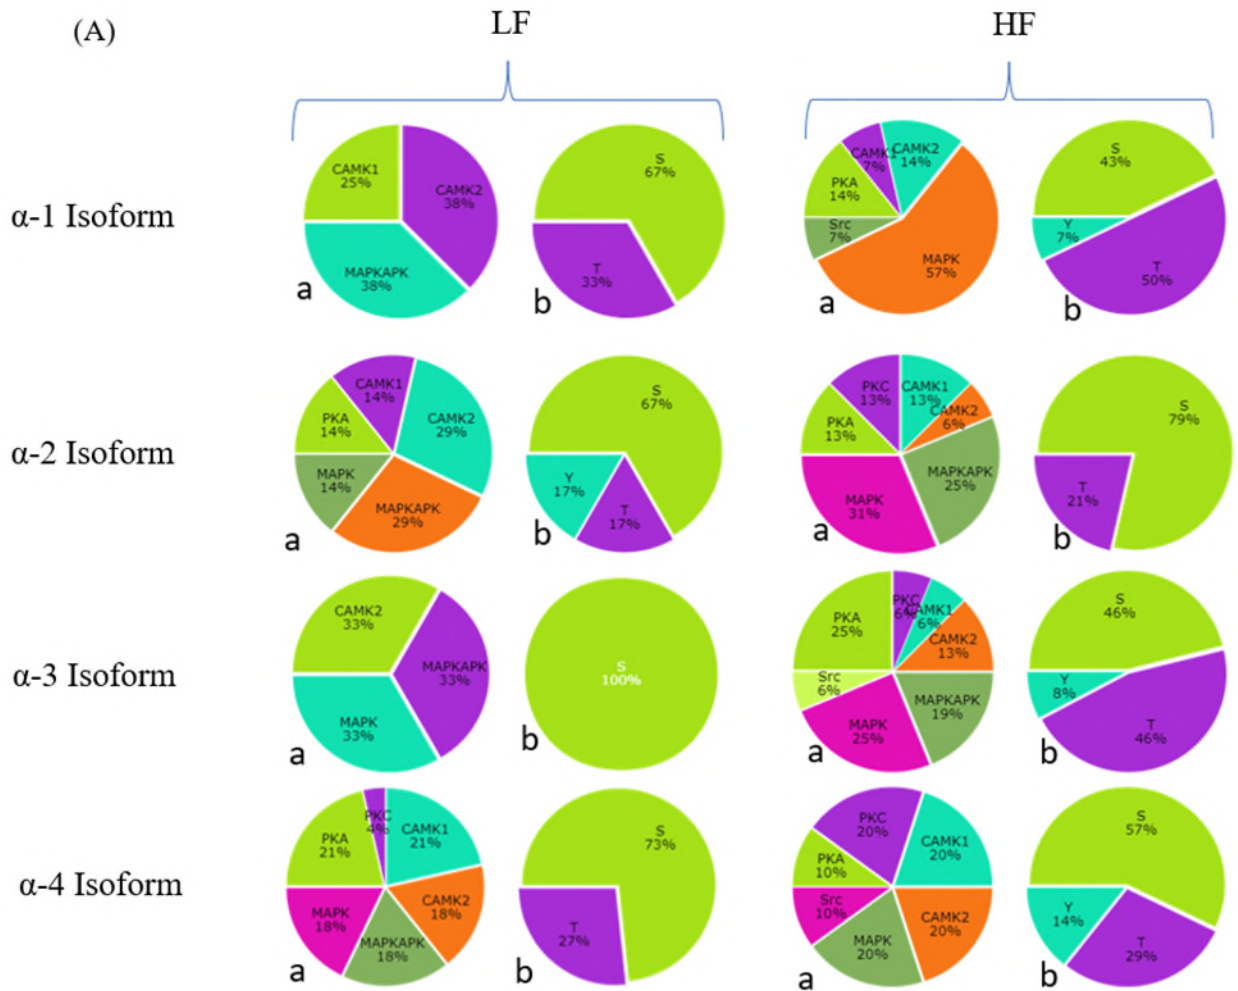 (A)
LF
HF
α-1 Isoform
CAMK1
25%
CAMK2
38%
MAPKAPK
38%
a
S
67%
T
33%
b
CAMK1
7%
CAMK2
14%
PKA
14%
Src
7%
MAPK
57%
a
S
43%
Y
7%
T
50%
b
α-2 Isoform
CAMK1
14%
PKA
14%
CAMK2
29%
MAPK
14%
MAPKAPK
29%
a
S
67%
Y
17%
T
17%
b
PKC
13%
CAMK1
13%
CAMK2
6%
PKA
13%
MAPKAPK
25%
MAPK
31%
a
S
79%
T
21%
b
α-3 Isoform
CAMK2
33%
MAPKAPK
33%
MAPK
33%
a
S
100%
b
PKC
6%
CAMK1
6%
PKA
25%
CAMK2
13%
Src
6%
MAPKAPK
19%
MAPK
25%
a
S
46%
Y
8%
T
46%
b
α-4 Isoform
PKC
4%
PKA
21%
CAMK1
21%
CAMK2
18%
MAPK
18%
MAPKAPK
18%
a
S
73%
T
27%
b
PKC
20%
CAMK1
20%
PKA
10%
Src
10%
CAMK2
20%
MAPK
20%
a
S
57%
Y
14%
T
29%
b